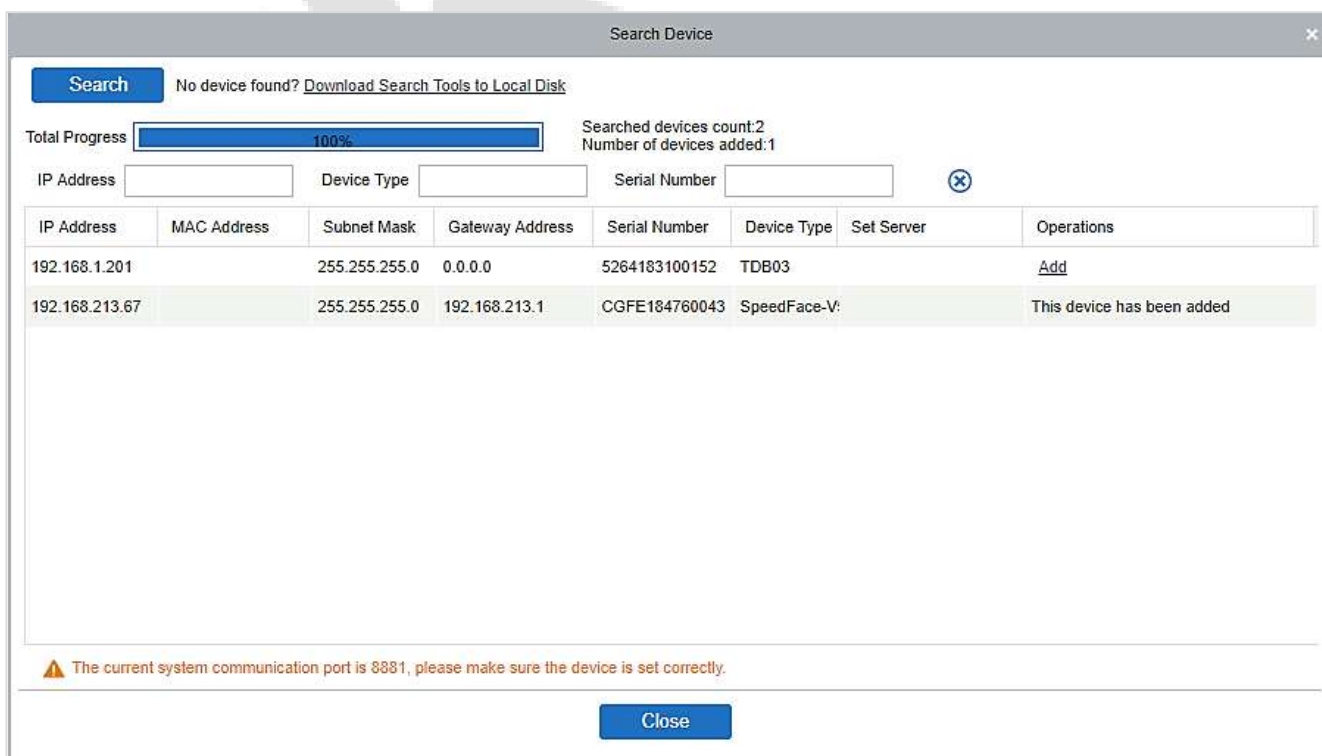 Search Device
Search No device found? Download Search Tools to Local Disk
Total Progress 100% Searched devices count:2
Number of devices added:1
IP Address Device Type Serial Number
IP Address MAC Address Subnet Mask Gateway Address Serial Number Device Type Set Server Operations
192.168.1.201 255.255.255.0 0.0.0.0 5264183100152 TDB03 Add
192.168.213.67 255.255.255.0 192.168.213.1 CGFE184760043 SpeedFace-V This device has been added
The current system communication port is 8881, please make sure the device is set correctly.
Close